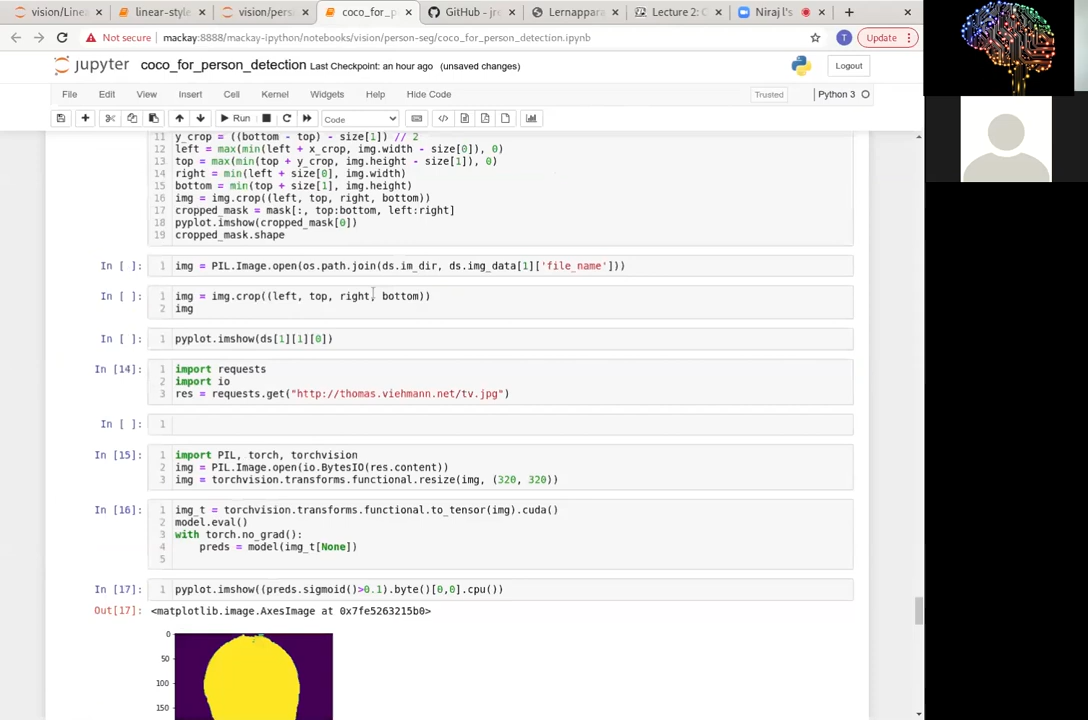 vision/Linea
linear-style
vision/pers
coco_for_p
GitHub - jr
Lernappara
Lecture 2: C
Niraj l's
Not secure
mackay:8888/mackay-ipython/notebooks/vision/person-seg/coco_for_person_detection.ipynb
T
Update
jupyter
coco_for_person_detection Last Checkpoint: an hour ago (unsaved changes)
Logout
File Edit View Insert Cell Kernel Widgets Help Hide Code
Trusted
Python 3
Run
Code
11 y_crop = ((bottom - top) - size[1]) // 2
12 left = max(min(left + x_crop, img.width - size[0]), 0)
13 top = max(min(top + y_crop, img.height - size[1]), 0)
14 right = min(left + size[0], img.width)
15 bottom = min(top + size[1], img.height)
16 img = img.crop((left, top, right, bottom))
17 cropped_mask = mask[:, top:bottom, left:right]
18 pyplot.imshow(cropped_mask[0])
19 cropped_mask.shape
In [ ]: 1 img = PIL.Image.open(os.path.join(ds.im_dir, ds.img_data[1]['file_name']))
In [ ]: 1 img = img.crop((left, top, right, bottom))
2 img
In [ ]: 1 pyplot.imshow(ds[1][1][0])
In [14]: 1 import requests
2 import io
3 res = requests.get("http://thomas.viehmann.net/tv.jpg")
In [ ]: 1
In [15]: 1 import PIL, torch, torchvision
2 img = PIL.Image.open(io.BytesIO(res.content))
3 img = torchvision.transforms.functional.resize(img, (320, 320))
In [16]: 1 img_t = torchvision.transforms.functional.to_tensor(img).cuda()
2 model.eval()
3 with torch.no_grad():
4 preds = model(img_t[None])
5
In [17]: 1 pyplot.imshow((preds.sigmoid()>0.1).byte()[0,0].cpu())
Out[17]: <matplotlib.image.AxesImage at 0x7fe5263215b0>
0
50
100
150